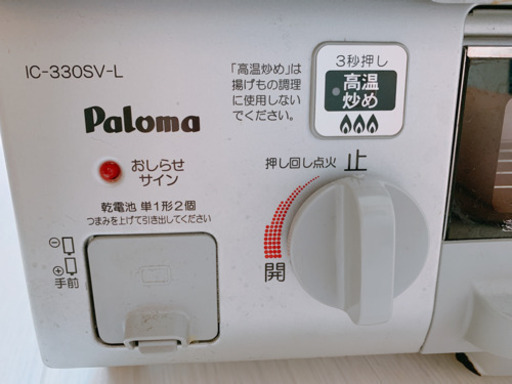 IC-330SV-L
Paloma
おしらせ
サイン
乾電池 単1形2個
つまみを上げて引き出してください
手前
「高温炒め」は
揚げもの調理
に使用しない
でください。
3秒押し
高温
炒め
押し回し点火
止
開